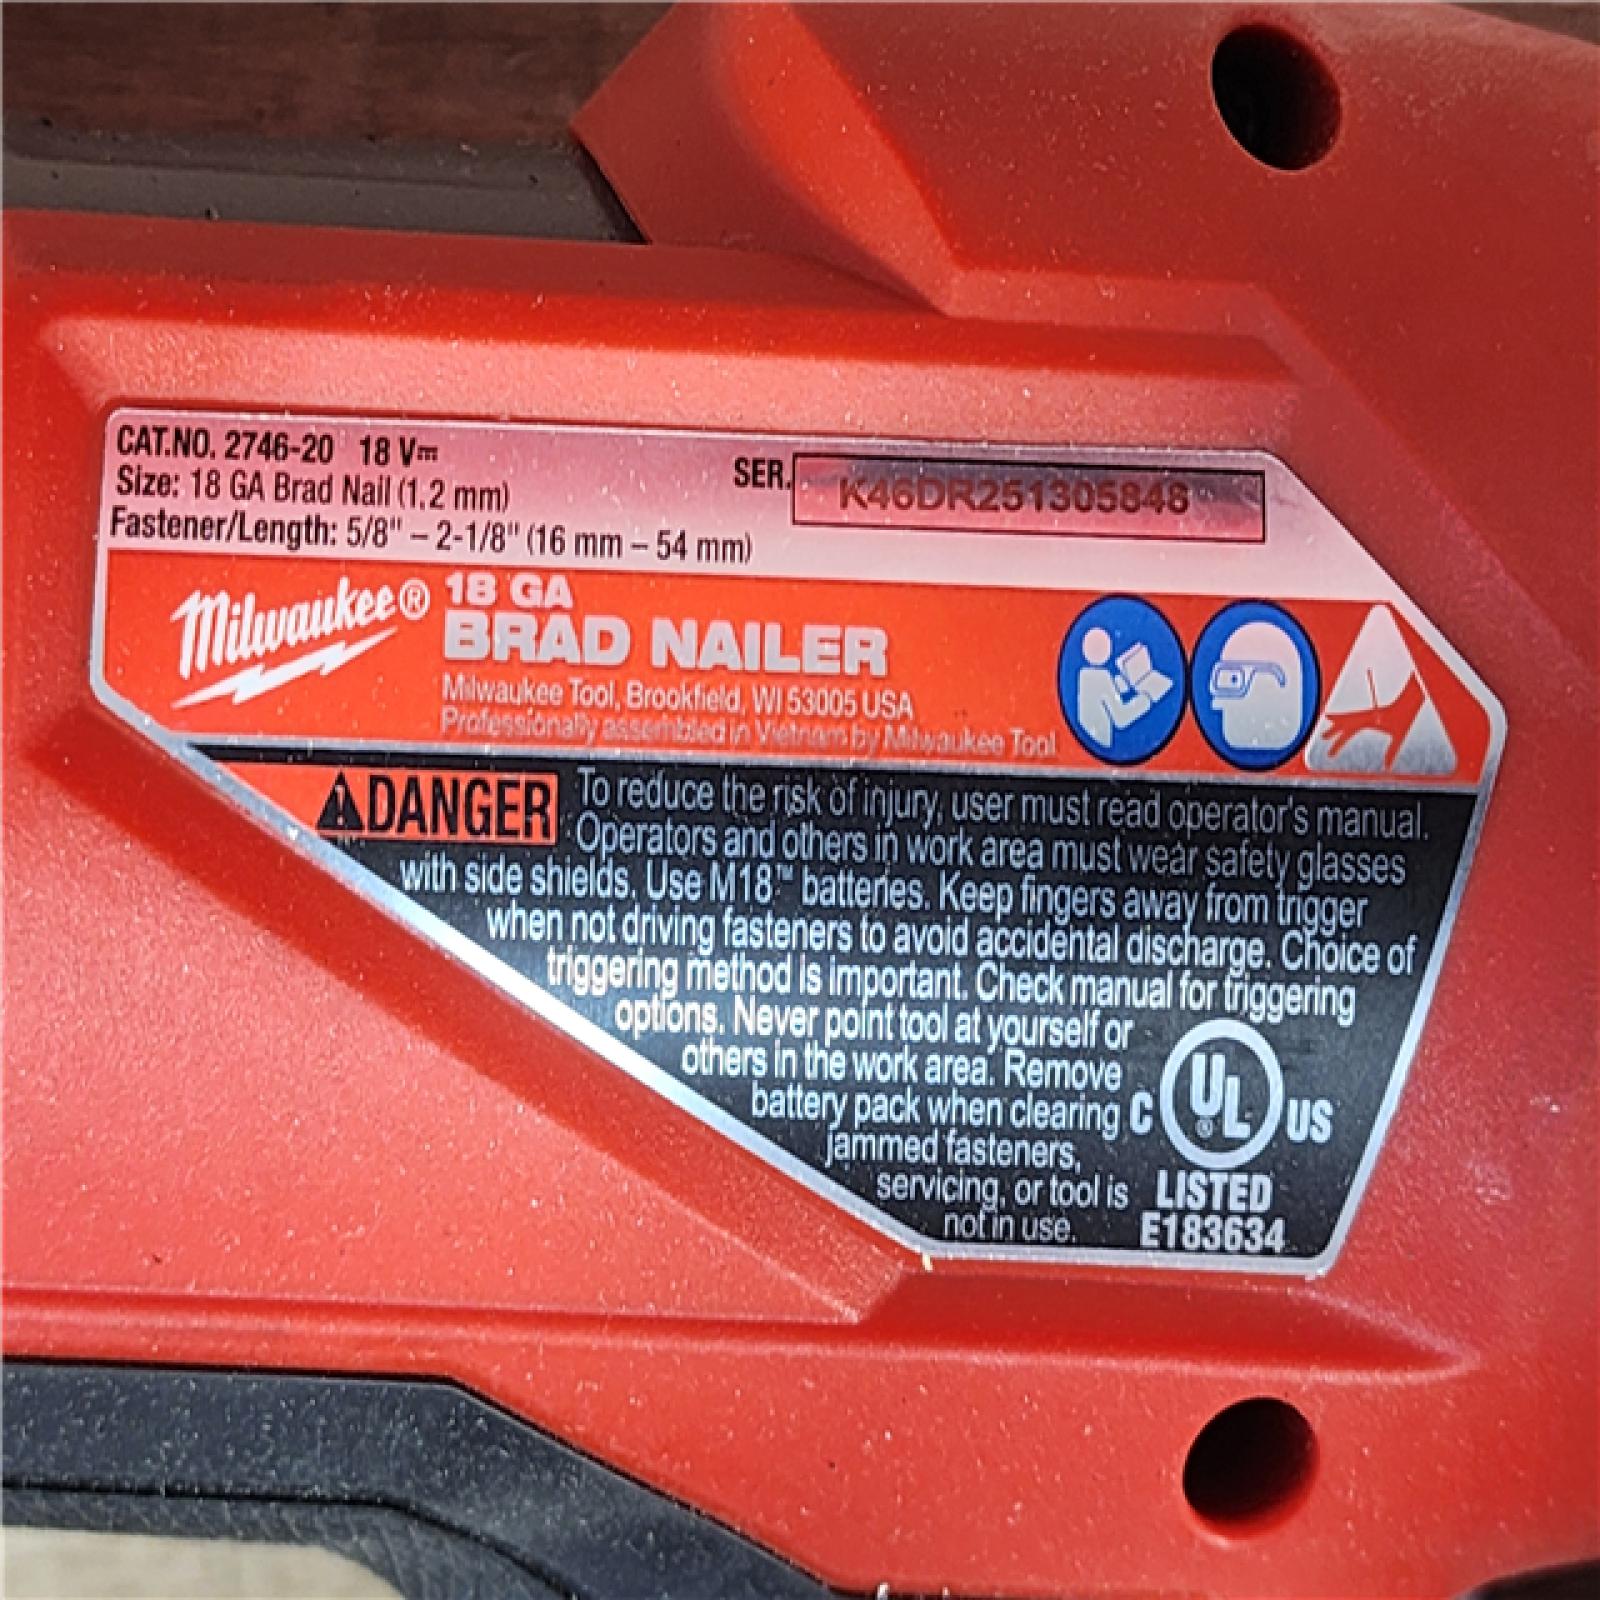 CAT.NO. 2746-20 18 V⎓
Size: 18 GA Brad Nail (1.2 mm)
Fastener/Length: 5/8" – 2-1/8" (16 mm – 54 mm)
SER. K46DR251305848
Milwaukee®
18 GA
BRAD NAILER
Milwaukee Tool, Brookfield, WI 53005 USA
Professionally assembled in Vietnam by Milwaukee Tool
⚠DANGER
To reduce the risk of injury, user must read operator's manual.
Operators and others in work area must wear safety glasses
with side shields. Use M18™ batteries. Keep fingers away from trigger
when not driving fasteners to avoid accidental discharge. Choice of
triggering method is important. Check manual for triggering
options. Never point tool at yourself or
others in the work area. Remove
battery pack when clearing
jammed fasteners,
servicing, or tool is
not in use.
C UL® US
LISTED
E183634